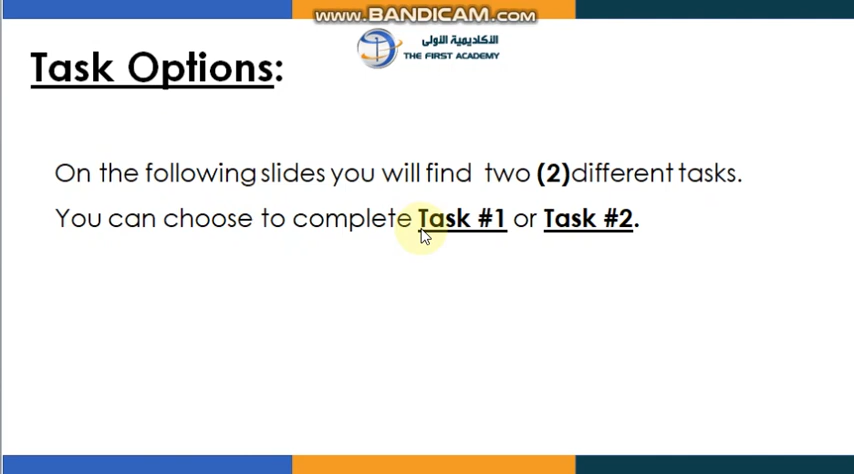 www.BANDICAM.com
الأكاديمية الأولى
THE FIRST ACADEMY
Task Options:
On the following slides you will find two (2)different tasks.
You can choose to complete Task #1 or Task #2.